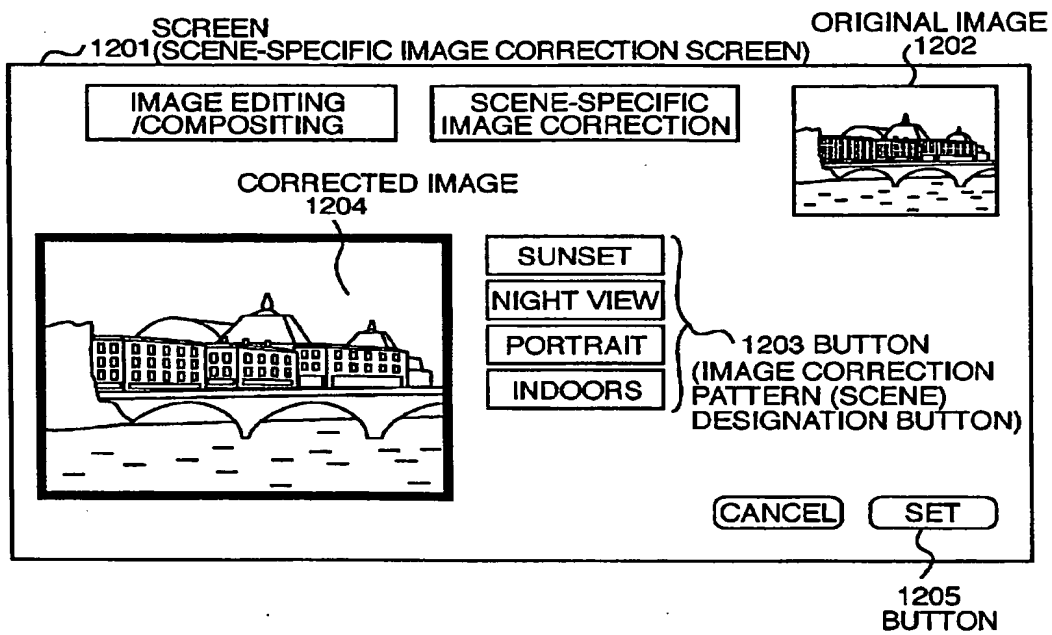 SCREEN
1201 (SCENE-SPECIFIC IMAGE CORRECTION SCREEN)
ORIGINAL IMAGE
1202
IMAGE EDITING
/COMPOSITING
SCENE-SPECIFIC
IMAGE CORRECTION
CORRECTED IMAGE
1204
SUNSET
NIGHT VIEW
PORTRAIT
INDOORS
1203 BUTTON
(IMAGE CORRECTION
PATTERN (SCENE)
DESIGNATION BUTTON)
CANCEL
SET
1205
BUTTON